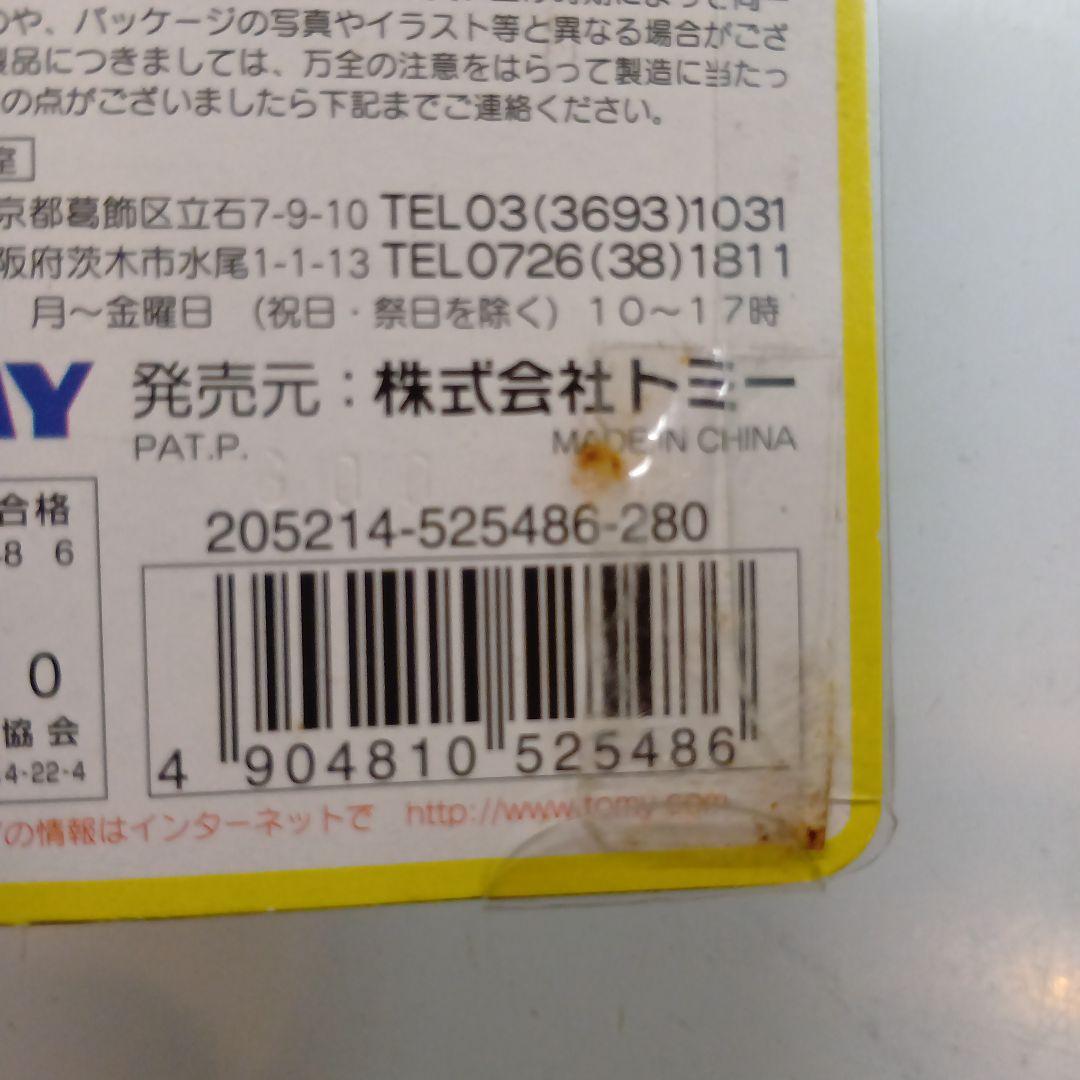 のや、パッケージの写真やイラスト等と異なる場合がござ
製品につきましては、万全の注意をはらって製造に当たっ
の点がございましたら下記までご連絡ください。
室
京都葛飾区立石7-9-10 TEL03(3693)1031
阪府茨木市水尾1-1-13 TEL0726(38)1811
月～金曜日 (祝日・祭日を除く) 10～17時
AY 発売元：株式会社トミー
PAT.P. MADE IN CHINA
合格
8 6
0
協会
4-22-4
205214-525486-280
4 904810 525486
の情報はインターネットで http://www.tomy.com